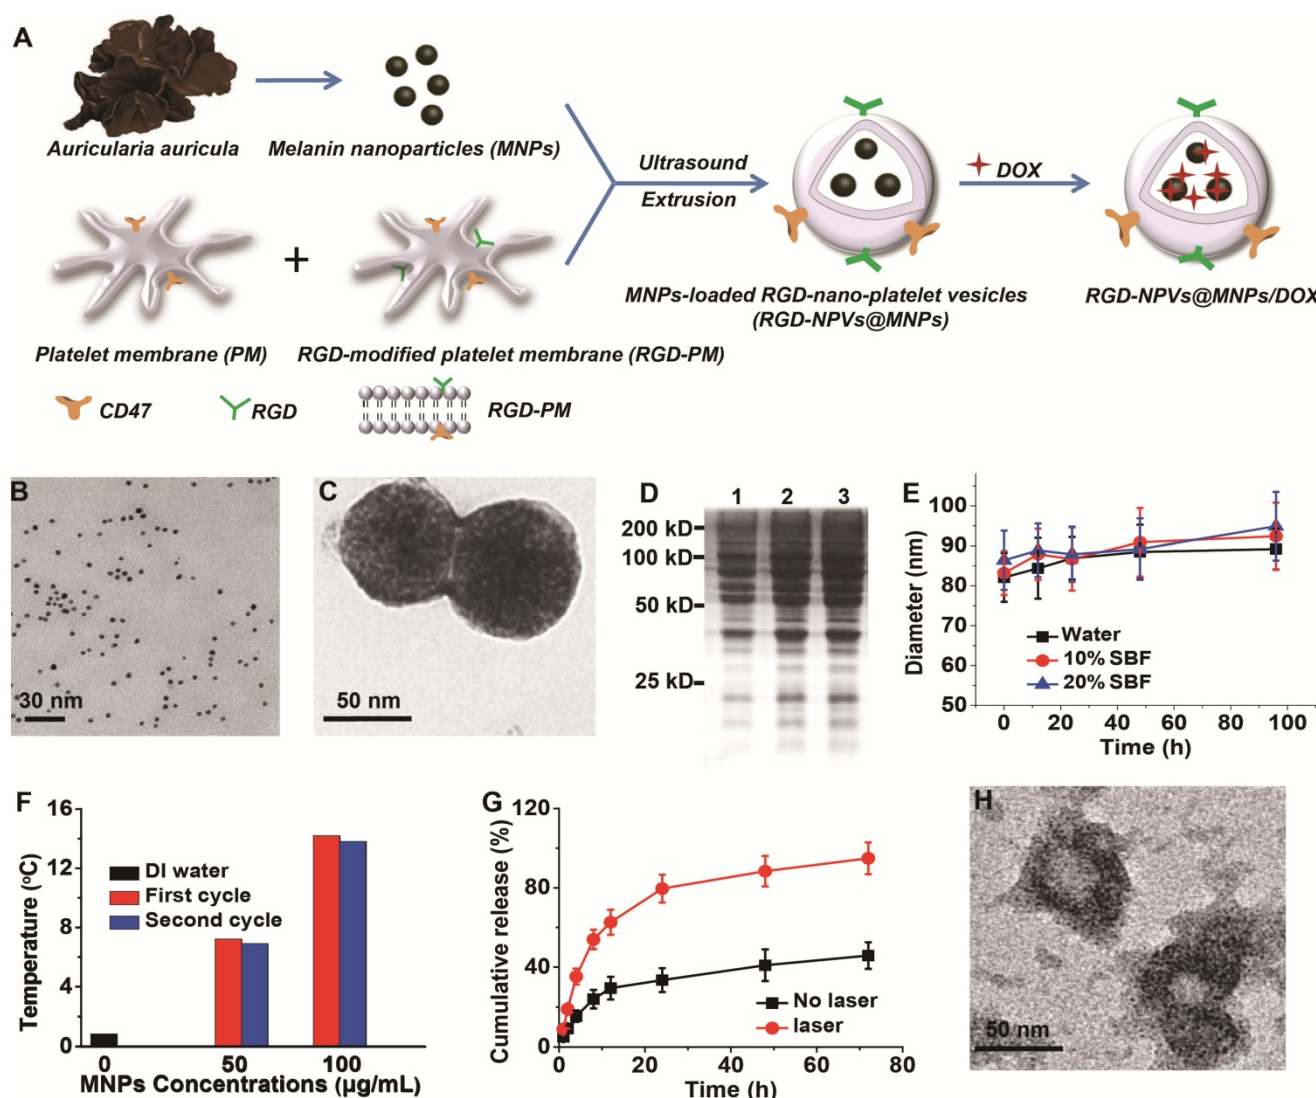 A
Auricularia auricula
Melanin nanoparticles (MNPs)
Ultrasound
Extrusion
DOX
+
Platelet membrane (PM)
RGD-modified platelet membrane (RGD-PM)
MNPs-loaded RGD-nano-platelet vesicles
(RGD-NPVs@MNPs)
RGD-NPVs@MNPs/DOX
CD47
RGD
RGD-PM
B
30 nm
C
50 nm
D
1 2 3
200 kD
100 kD
50 kD
25 kD
E
Diameter (nm)
100
90
80
70
60
50
Water
10% SBF
20% SBF
0 20 40 60 80 100
Time (h)
F
Temperature (ºC)
16
12
8
4
0
DI water
First cycle
Second cycle
0 50 100
MNPs Concentrations (µg/mL)
G
Cumulative release (%)
120
80
40
0
No laser
laser
0 20 40 60 80
Time (h)
H
50 nm